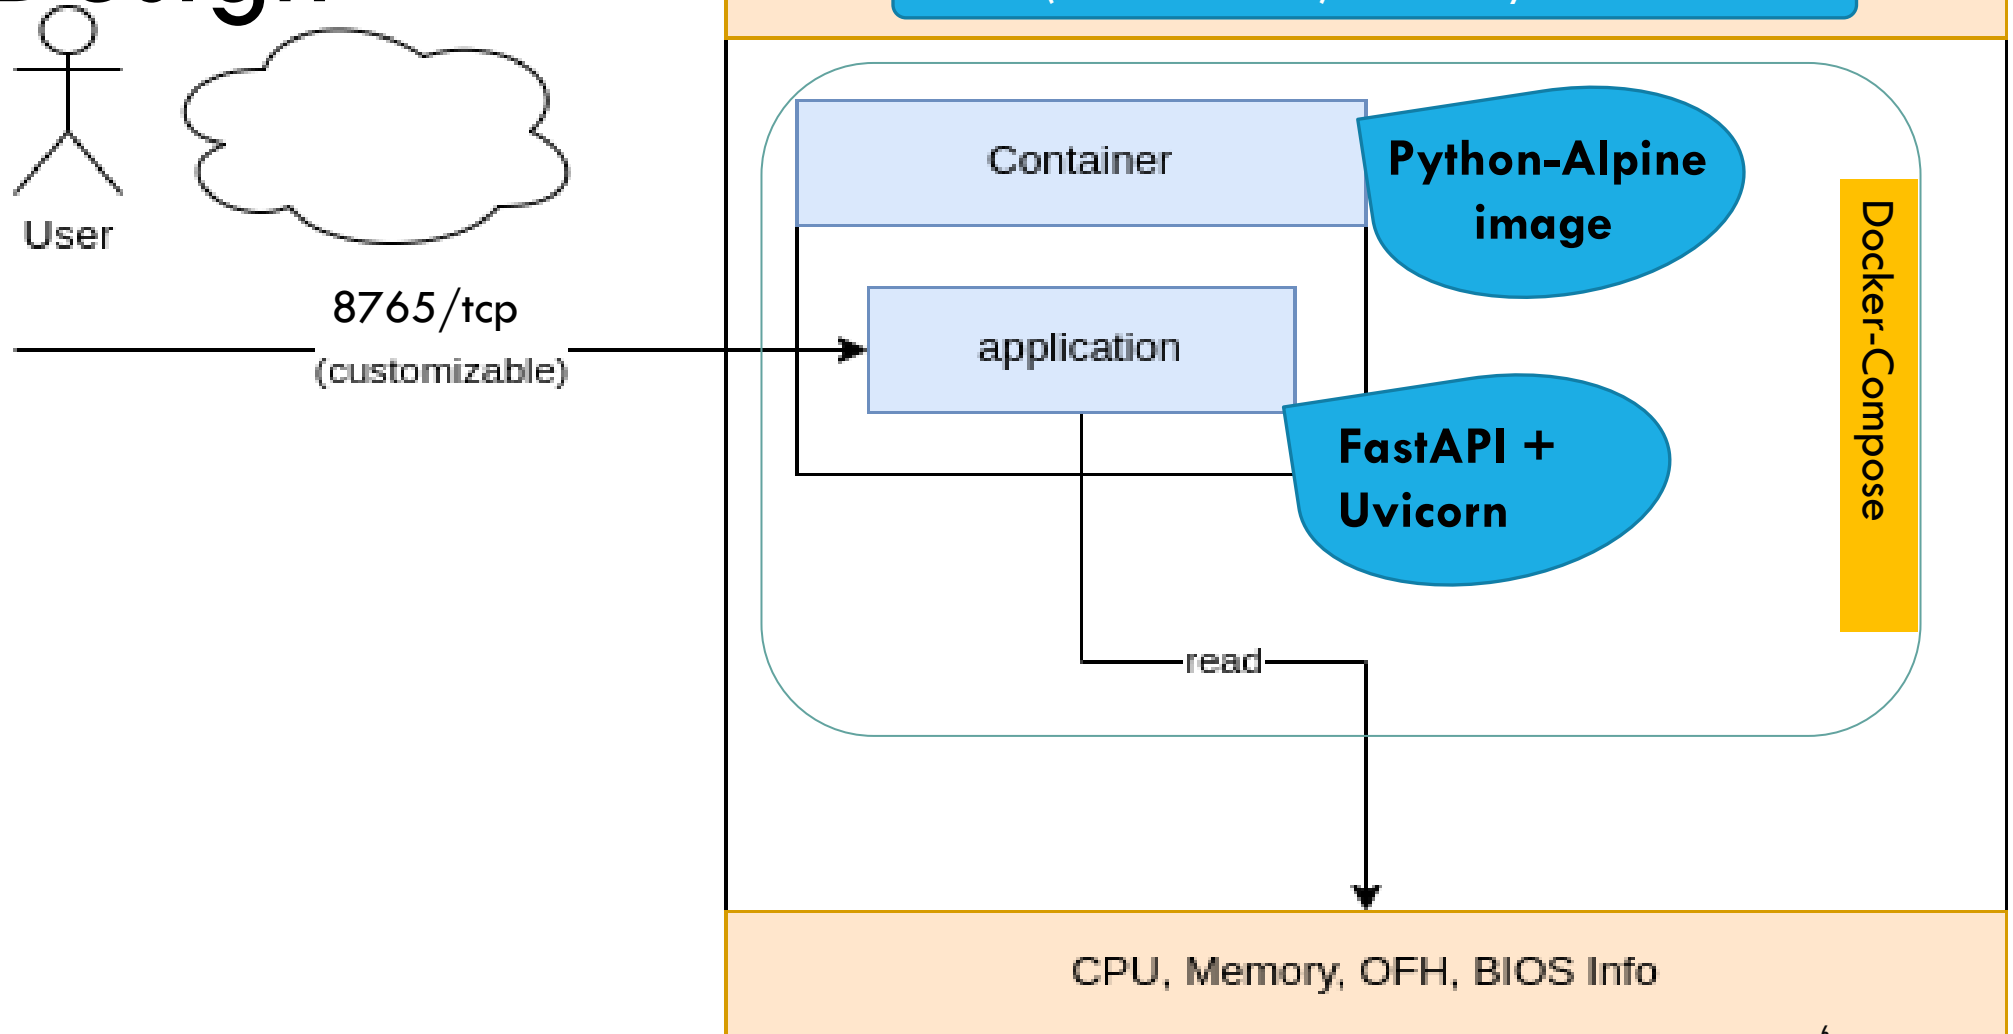 User
8765/tcp
(customizable)
Container
Python-Alpine
image
application
FastAPI +
Uvicorn
Docker-Compose
read
CPU, Memory, OFH, BIOS Info